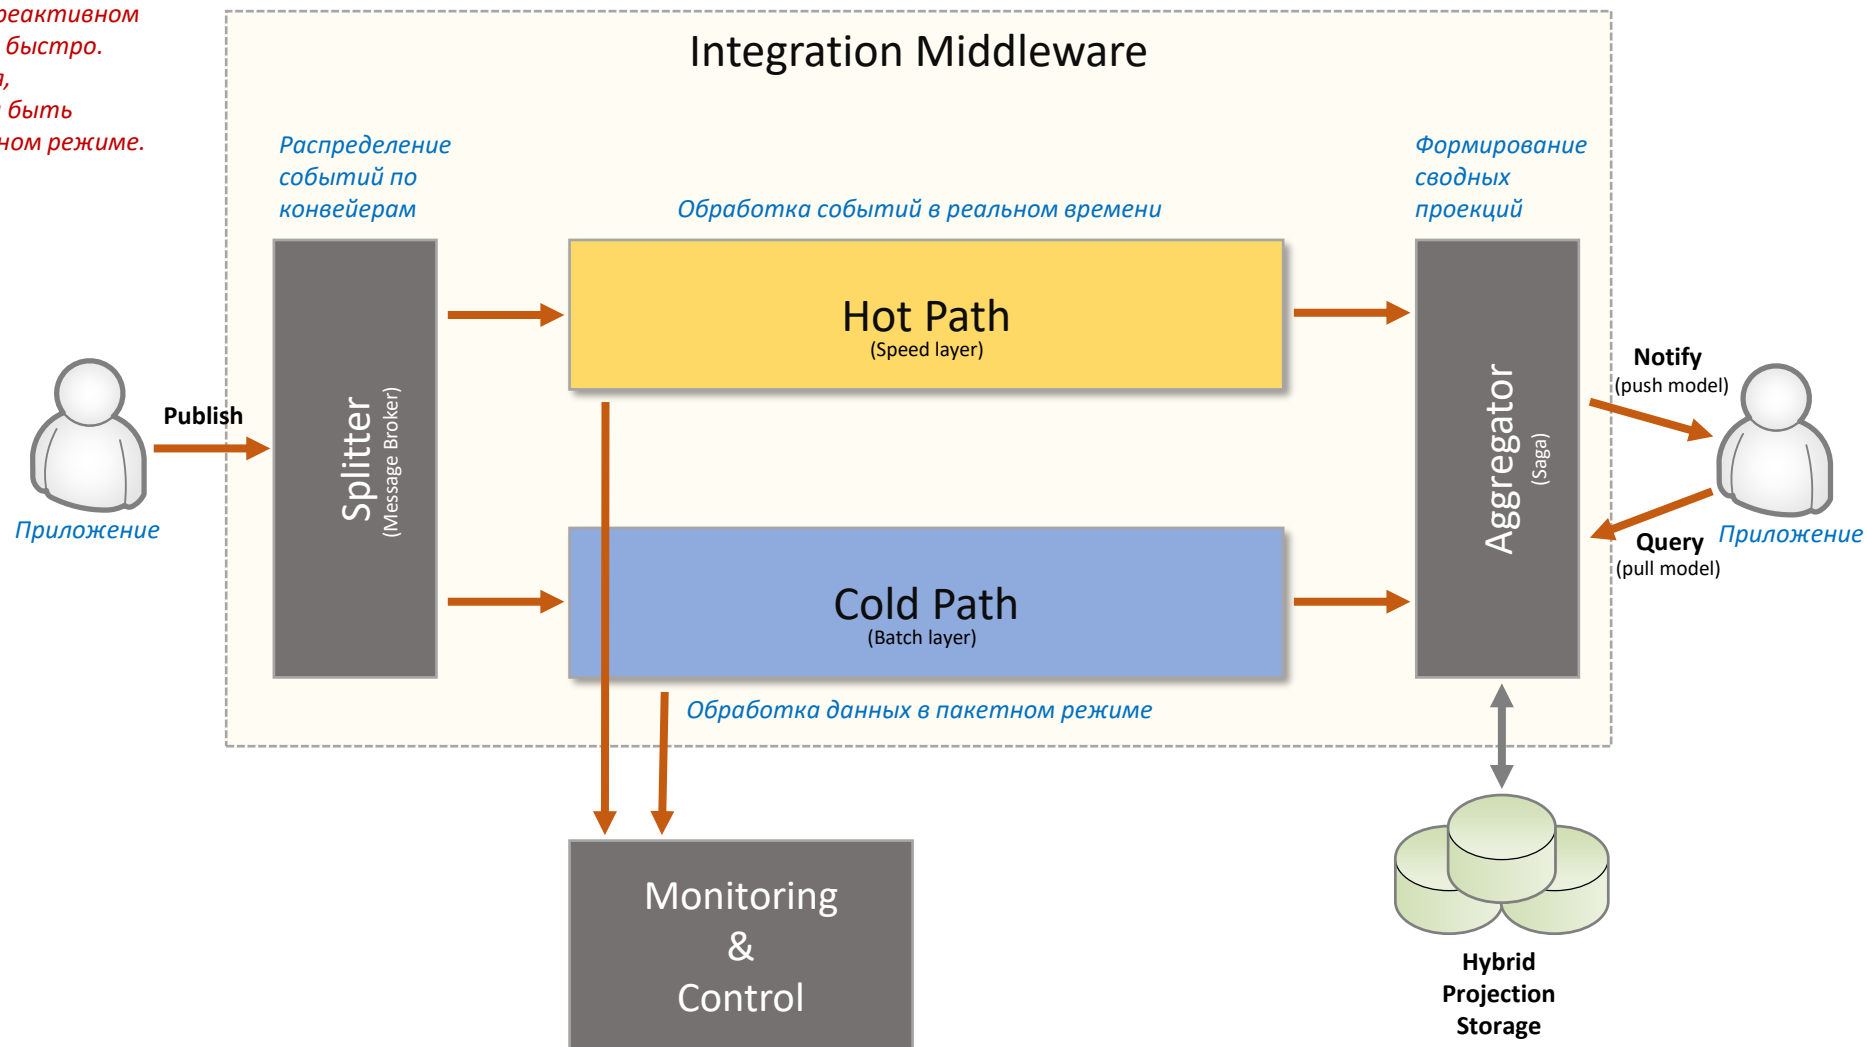 реактивном
быстро.
быть
режиме.
Integration Middleware
Распределение
событий по
конвейерам
Обработка событий в реальном времени
Формирование
сводных
проекций
Hot Path
(Speed layer)
Publish
Splitter
(Message Broker)
Aggregator
(Saga)
Notify
(push model)
Приложение
Query
(pull model)
Приложение
Cold Path
(Batch layer)
Обработка данных в пакетном режиме
Monitoring
&
Control
Hybrid
Projection
Storage